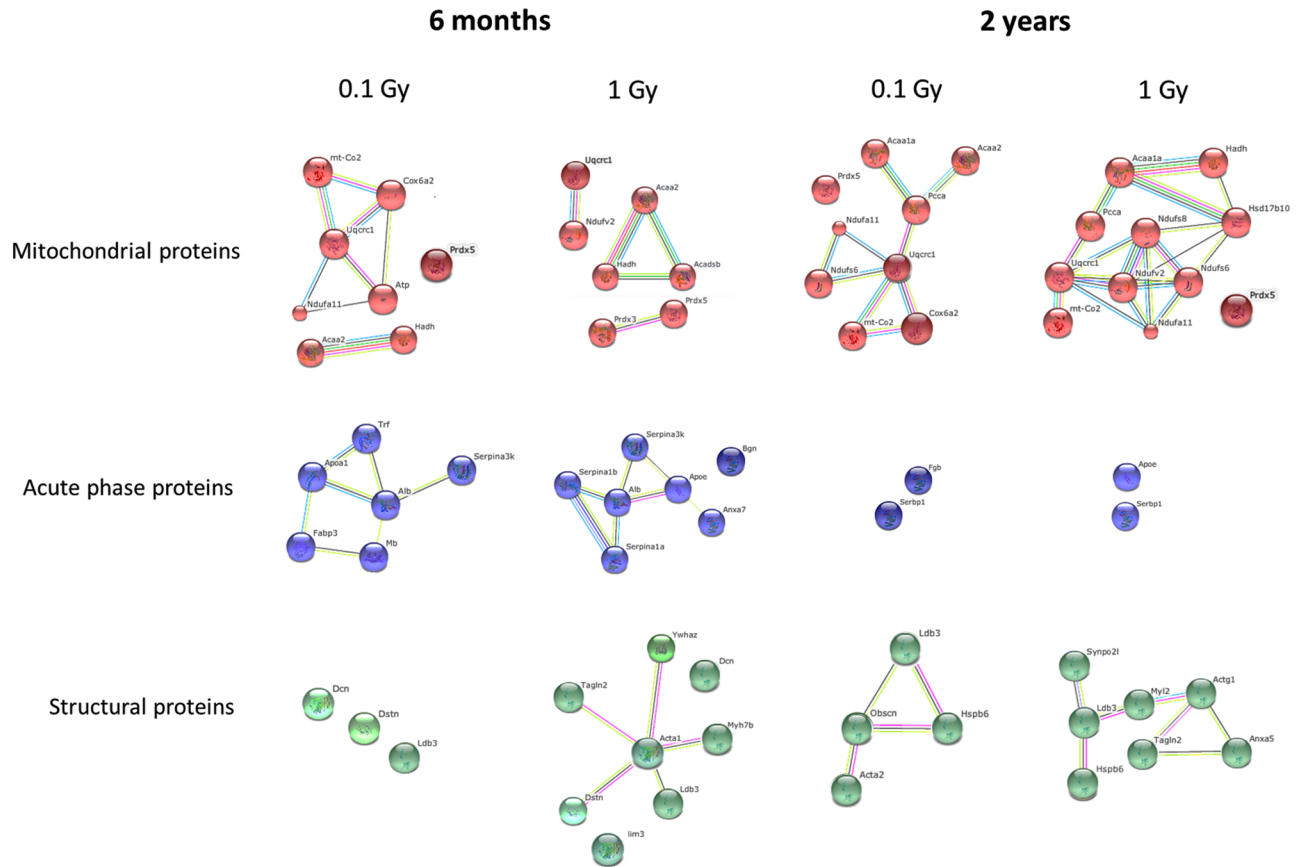 6 months 2 years
0.1 Gy 1 Gy 0.1 Gy 1 Gy
Mitochondrial proteins
mt-Co2
Cox6a2
Uqcrc1
Prdx5
Atp
Ndufa11
Hadh
Acaa2
Uqcrc1
Acaa2
Ndufv2
Hadh
Acadsb
Prdx5
Prdx3
Acaa1a
Acaa2
Prdx5
Pcca
Ndufa11
Uqcrc1
Ndufs6
mt-Co2
Cox6a2
Acaa1a
Hadh
Hsd17b10
Pcca
Ndufs8
Uqcrc1
Ndufv2
Ndufs6
Prdx5
mt-Co2
Ndufa11
Acute phase proteins
Trf
Serpina3k
Apoa1
Alb
Fabp3
Mb
Serpina3k
Bgn
Serpina1b
Alb
Apoe
Anxa7
Serpina1a
Fgb
Serbp1
Apoe
Serbp1
Structural proteins
Dcn
Dstn
Ldb3
Ywhaz
Dcn
Tagln2
Myh7b
Acta1
Ldb3
Dstn
lim3
Ldb3
Obscn
Hspb6
Acta2
Synpo2l
Actg1
Myl2
Ldb3
Tagln2
Anxa5
Hspb6